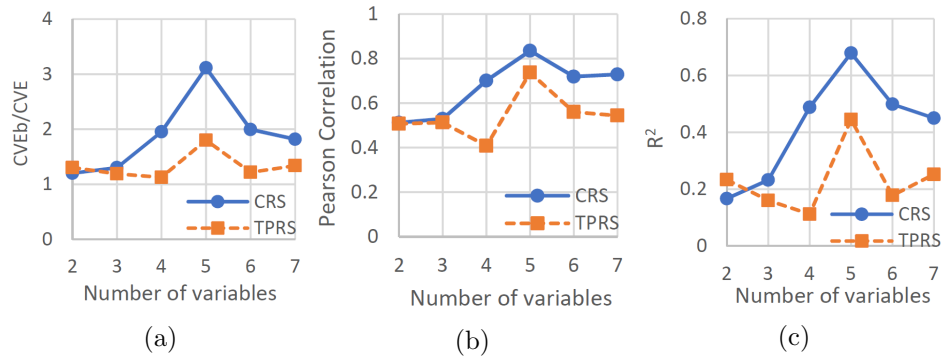 4
3
2
1
0
CVEb/CVE
CRS
TPRS
2 3 4 5 6 7
Number of variables
(a)
1
0.8
0.6
0.4
0.2
0
Pearson Correlation
CRS
TPRS
2 3 4 5 6 7
Number of variables
(b)
0.8
0.6
0.4
0.2
0
R²
CRS
TPRS
2 3 4 5 6 7
Number of variables
(c)